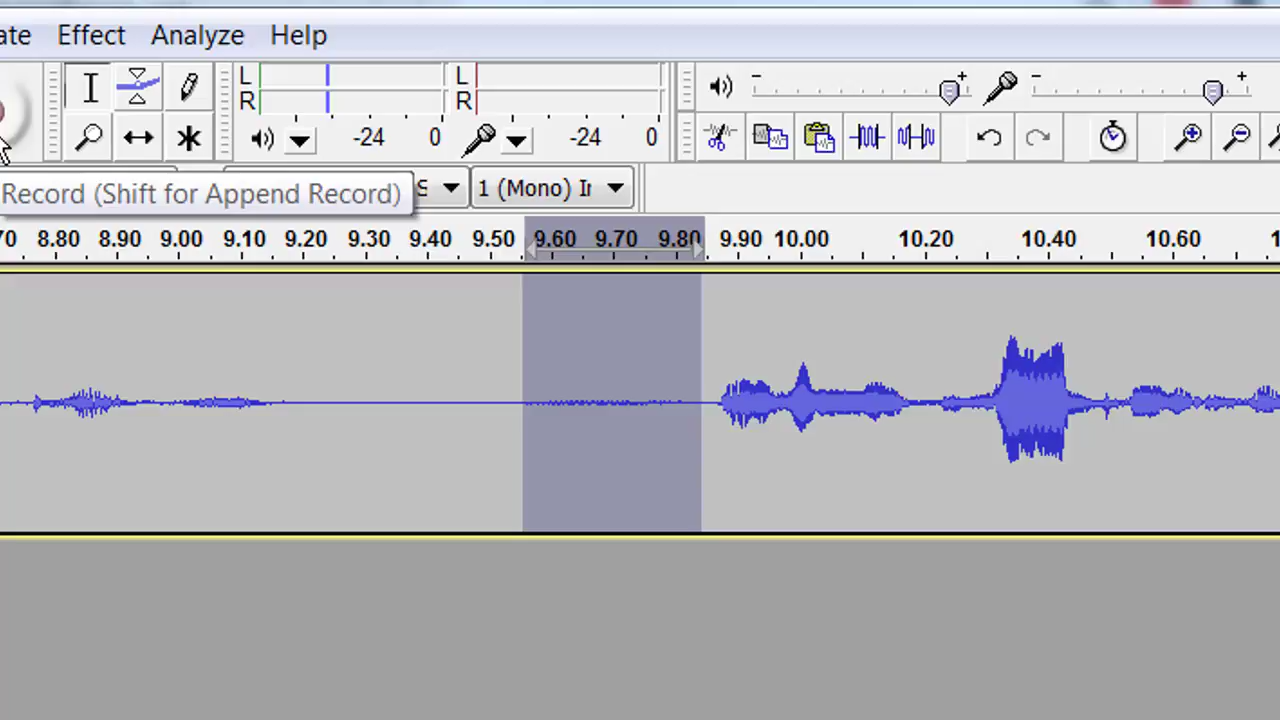 ate Effect Analyze Help
L L
R R
-24 0 -24 0
- + - +
Record (Shift for Append Record) S 1 (Mono) Ir
70 8.80 8.90 9.00 9.10 9.20 9.30 9.40 9.50 9.60 9.70 9.80 9.90 10.00 10.20 10.40 10.60 1